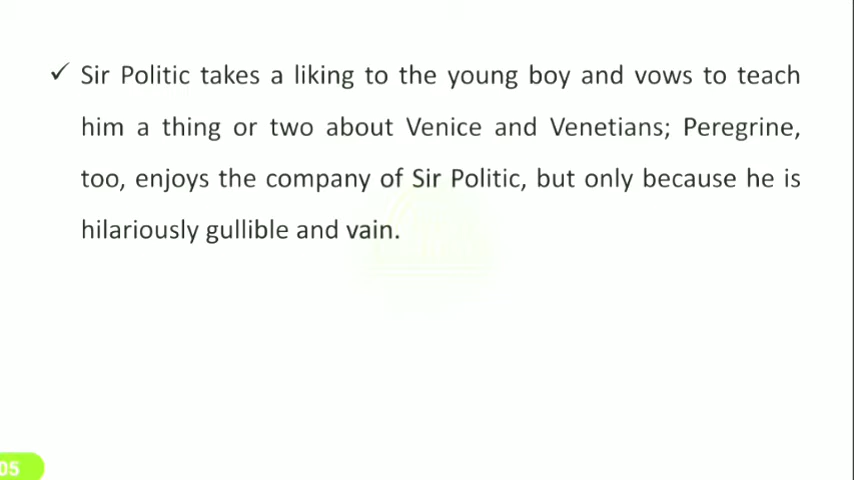 ✓ Sir Politic takes a liking to the young boy and vows to teach
him a thing or two about Venice and Venetians; Peregrine,
too, enjoys the company of Sir Politic, but only because he is
hilariously gullible and vain.
05